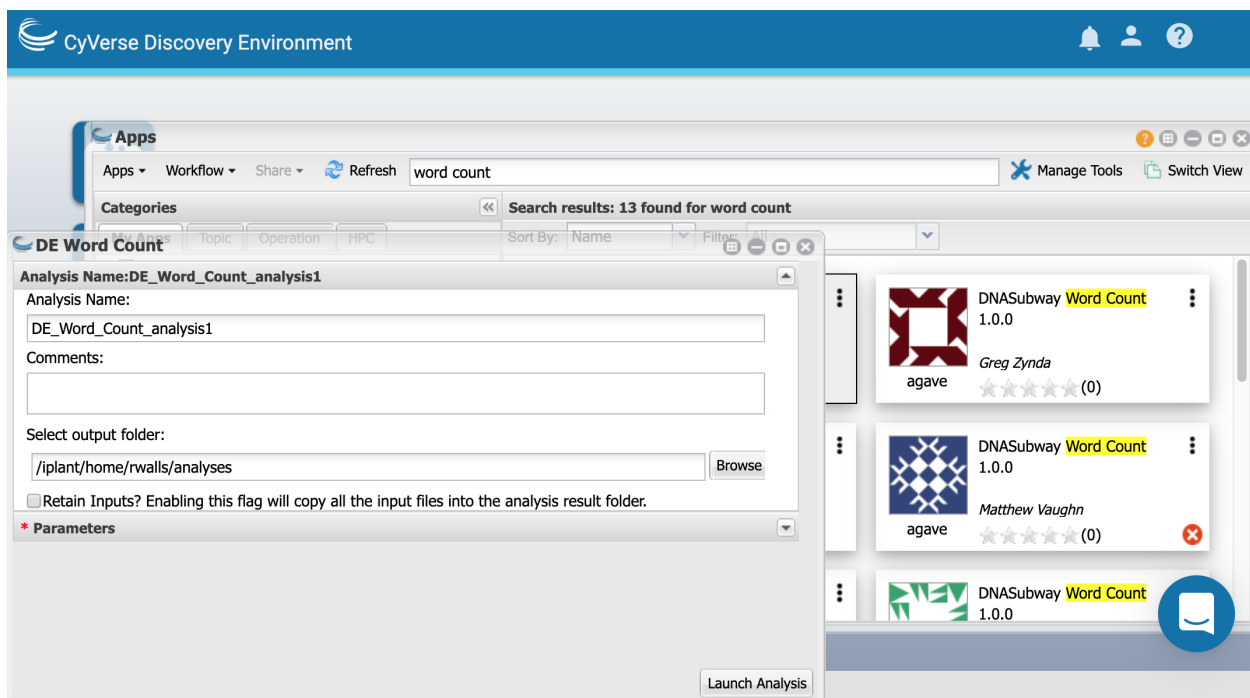 CyVerse Discovery Environment
Apps
Apps Workflow Share Refresh word count Manage Tools Switch View
Categories
Search results: 13 found for word count
My Apps Topic Operation HPC
Sort By: Name Filter: All
DE Word Count
Analysis Name:DE_Word_Count_analysis1
Analysis Name:
DE_Word_Count_analysis1
Comments:
Select output folder:
/iplant/home/rwalls/analyses
Browse
Retain Inputs? Enabling this flag will copy all the input files into the analysis result folder.
* Parameters
Launch Analysis
DNASubway Word Count
1.0.0
Greg Zynda
agave
(0)
DNASubway Word Count
1.0.0
Matthew Vaughn
agave
(0)
DNASubway Word Count
1.0.0